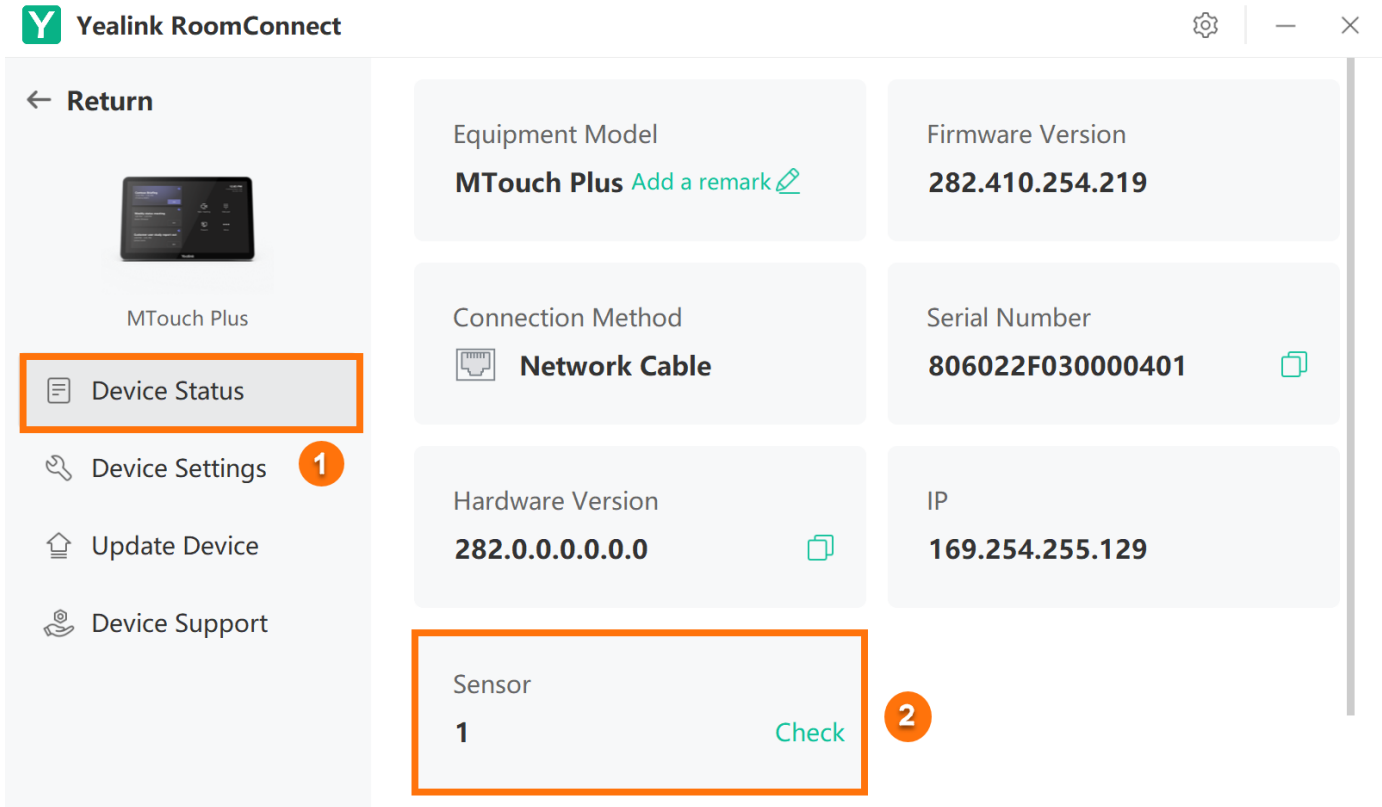 Yealink RoomConnect
Return
MTouch Plus
Device Status
Device Settings
1
Update Device
Device Support
Equipment Model
MTouch Plus Add a remark
Firmware Version
282.410.254.219
Connection Method
Network Cable
Serial Number
806022F030000401
Hardware Version
282.0.0.0.0.0.0
IP
169.254.255.129
Sensor
1
Check
2